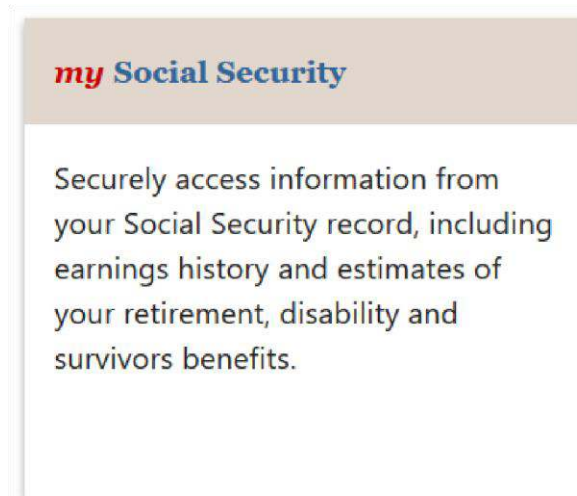 my Social Security
Securely access information from
your Social Security record, including
earnings history and estimates of
your retirement, disability and
survivors benefits.